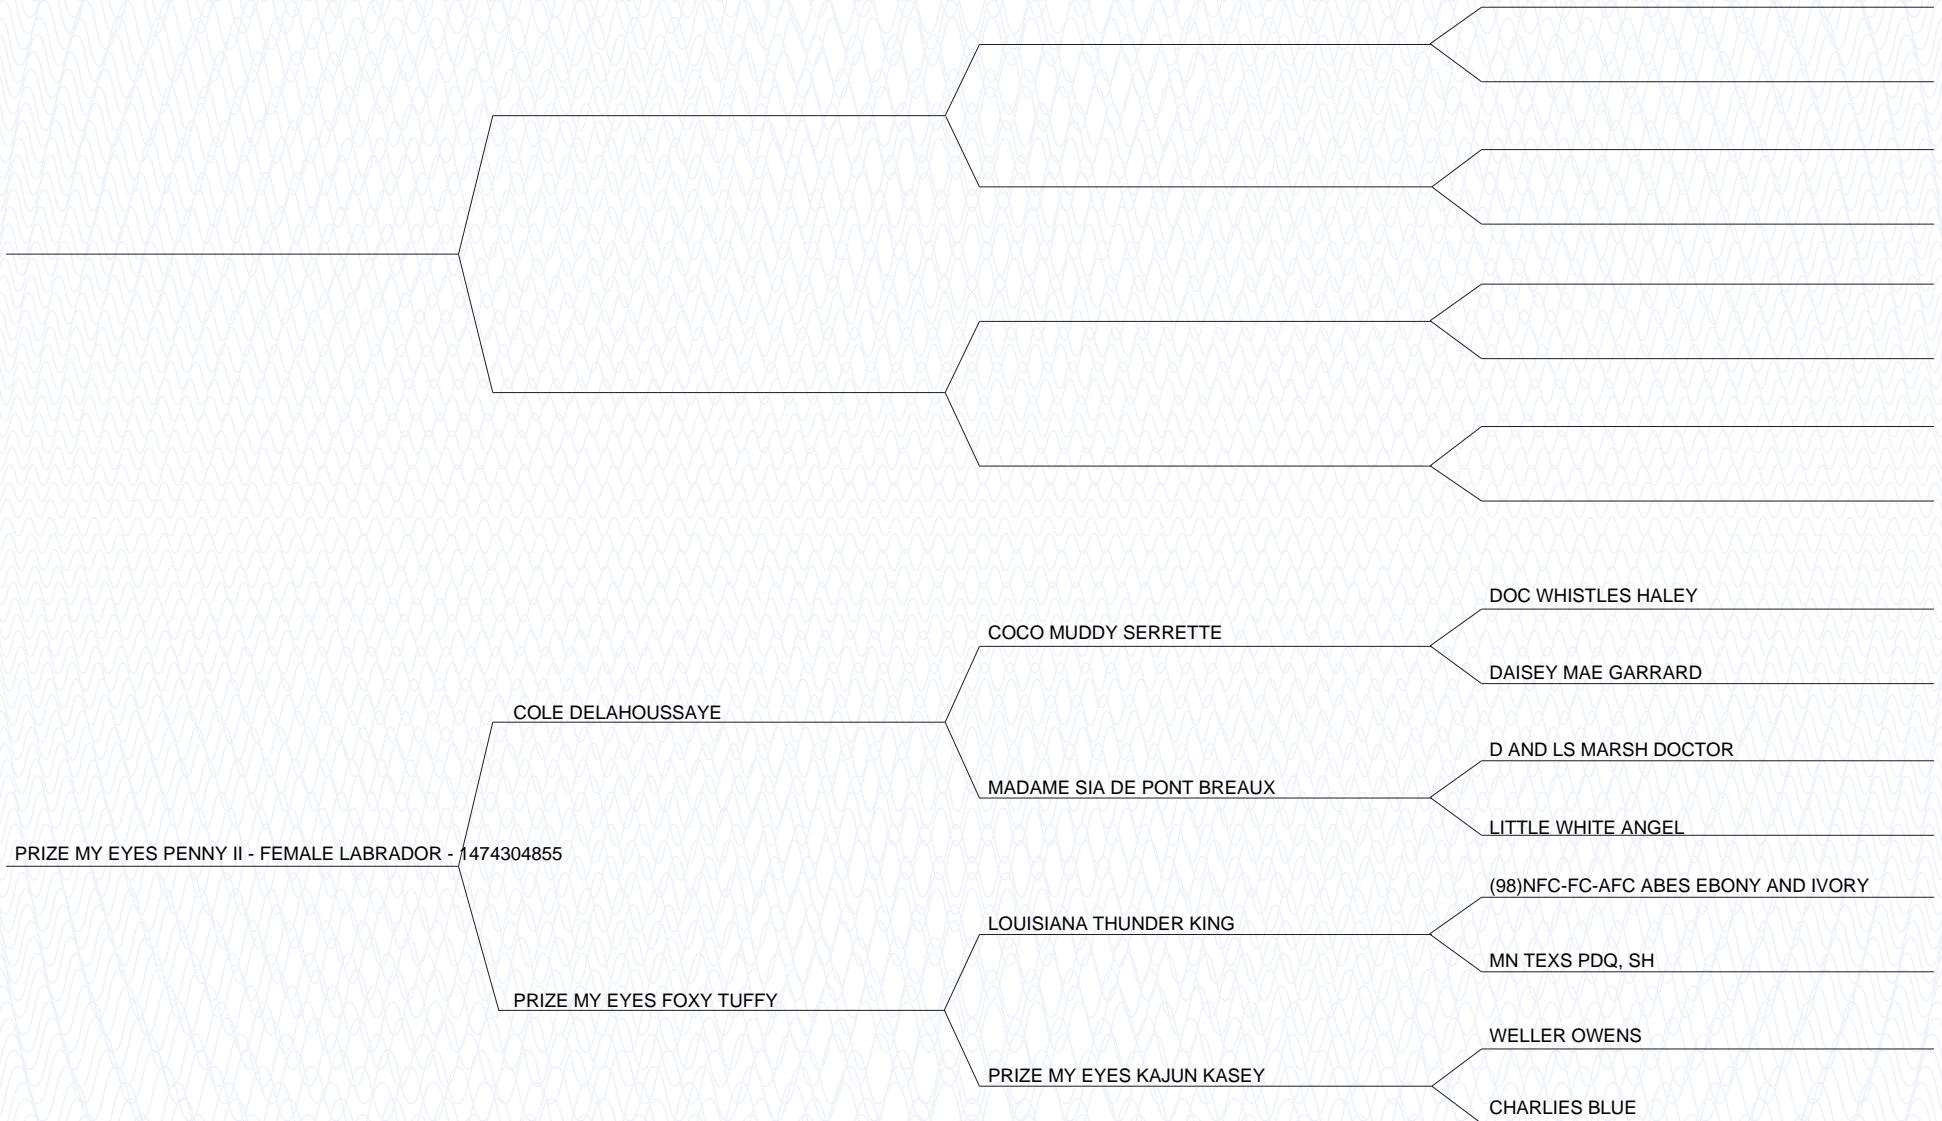 DOC WHISTLES HALEY
COCO MUDDY SERRETTE
DAISEY MAE GARRARD
COLE DELAHOUSSAYE
D AND LS MARSH DOCTOR
MADAME SIA DE PONT BREAUX
LITTLE WHITE ANGEL
PRIZE MY EYES PENNY II - FEMALE LABRADOR - 1474304855
(98)NFC-FC-AFC ABES EBONY AND IVORY
LOUISIANA THUNDER KING
MN TEXS PDQ, SH
PRIZE MY EYES FOXY TUFFY
WELLER OWENS
PRIZE MY EYES KAJUN KASEY
CHARLIES BLUE